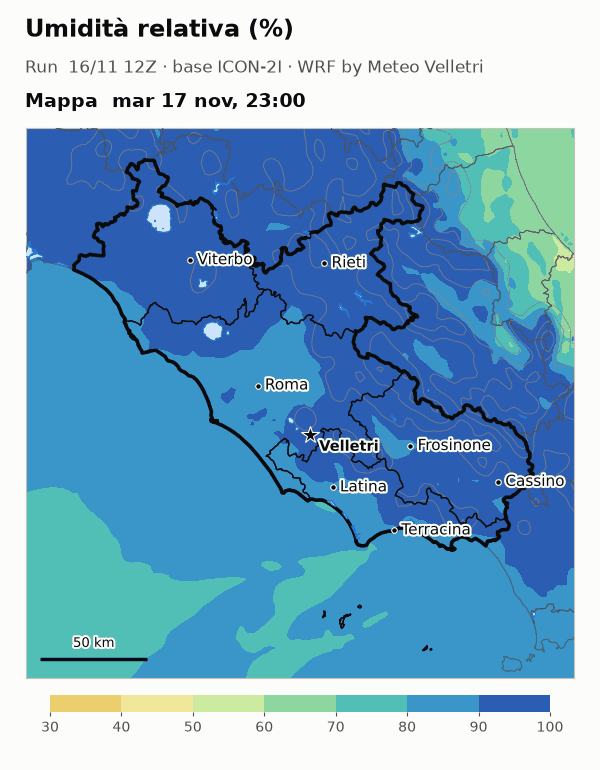 Umidità relativa (%)
Run  16/11 12Z · base ICON-2I · WRF by Meteo Velletri
Mappa  mar 17 nov, 23:00
Viterbo
Rieti
Roma
Velletri
Frosinone
Cassino
Latina
Terracina
50 km
30 40 50 60 70 80 90 100